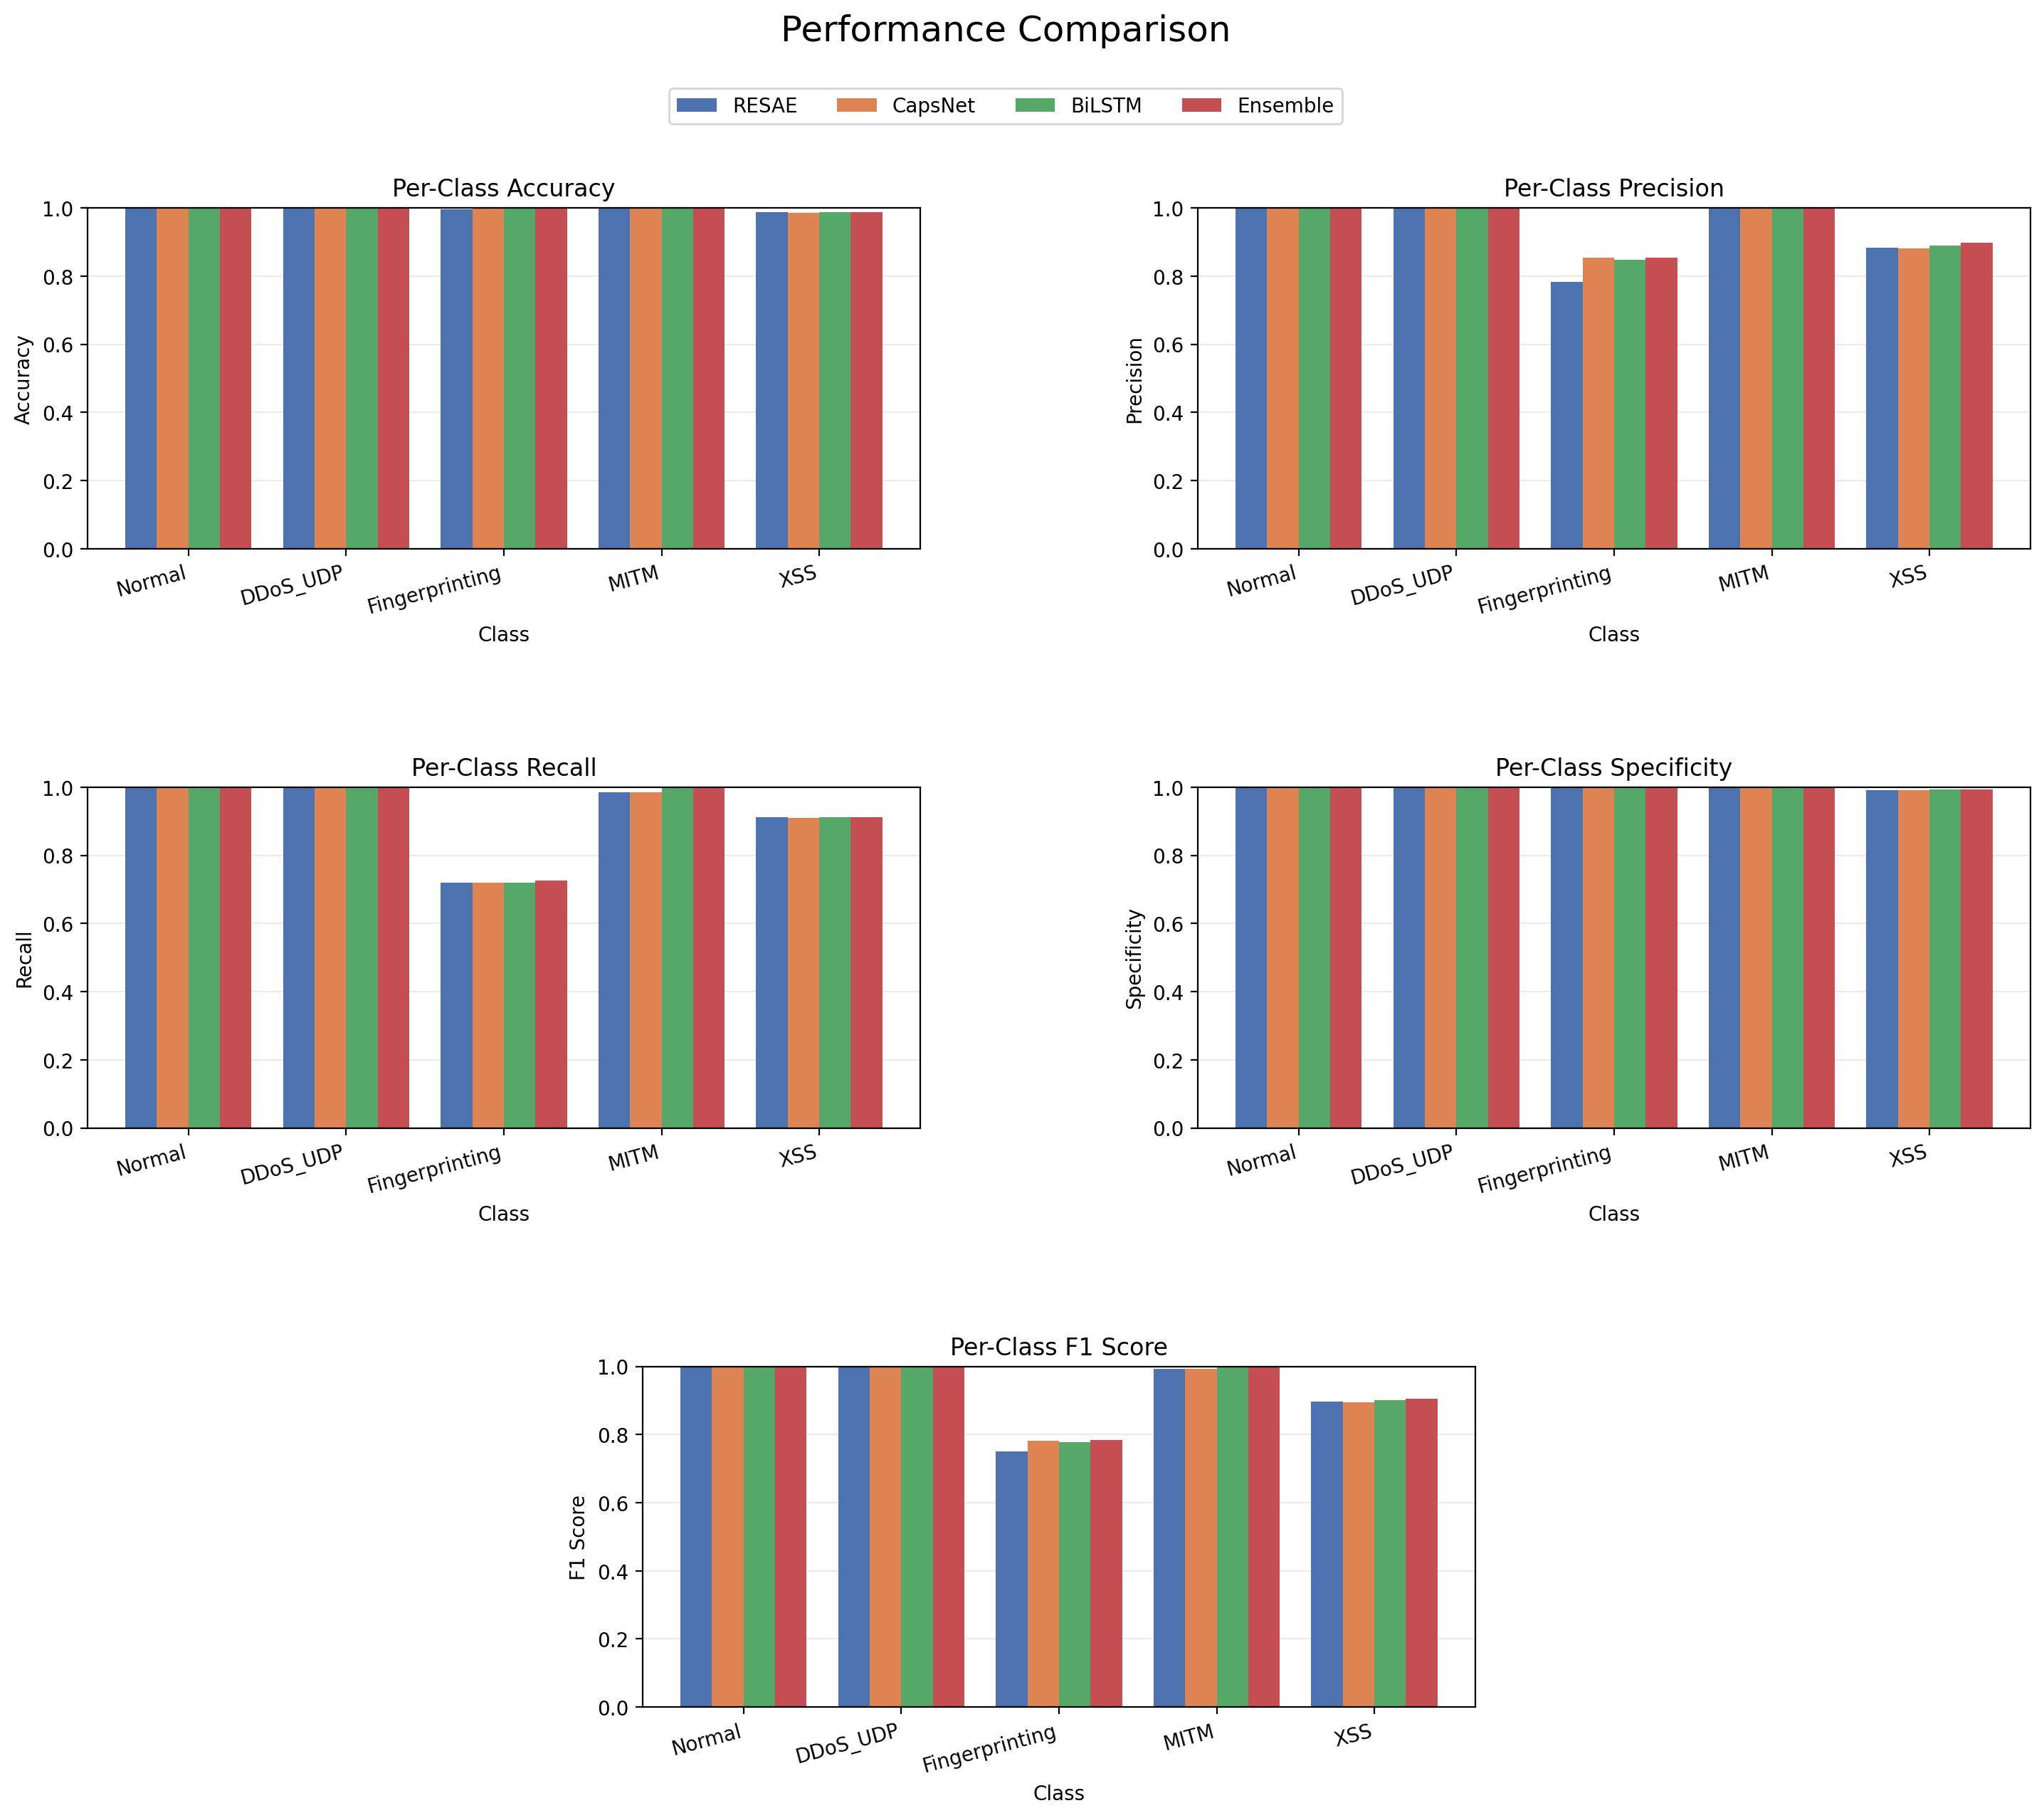 Performance Comparison
RESAE CapsNet BiLSTM Ensemble
Per-Class Accuracy
Accuracy
1.0
0.8
0.6
0.4
0.2
0.0
Normal DDoS_UDP Fingerprinting MITM XSS
Class
Per-Class Precision
Precision
1.0
0.8
0.6
0.4
0.2
0.0
Normal DDoS_UDP Fingerprinting MITM XSS
Class
Per-Class Recall
Recall
1.0
0.8
0.6
0.4
0.2
0.0
Normal DDoS_UDP Fingerprinting MITM XSS
Class
Per-Class Specificity
Specificity
1.0
0.8
0.6
0.4
0.2
0.0
Normal DDoS_UDP Fingerprinting MITM XSS
Class
Per-Class F1 Score
F1 Score
1.0
0.8
0.6
0.4
0.2
0.0
Normal DDoS_UDP Fingerprinting MITM XSS
Class